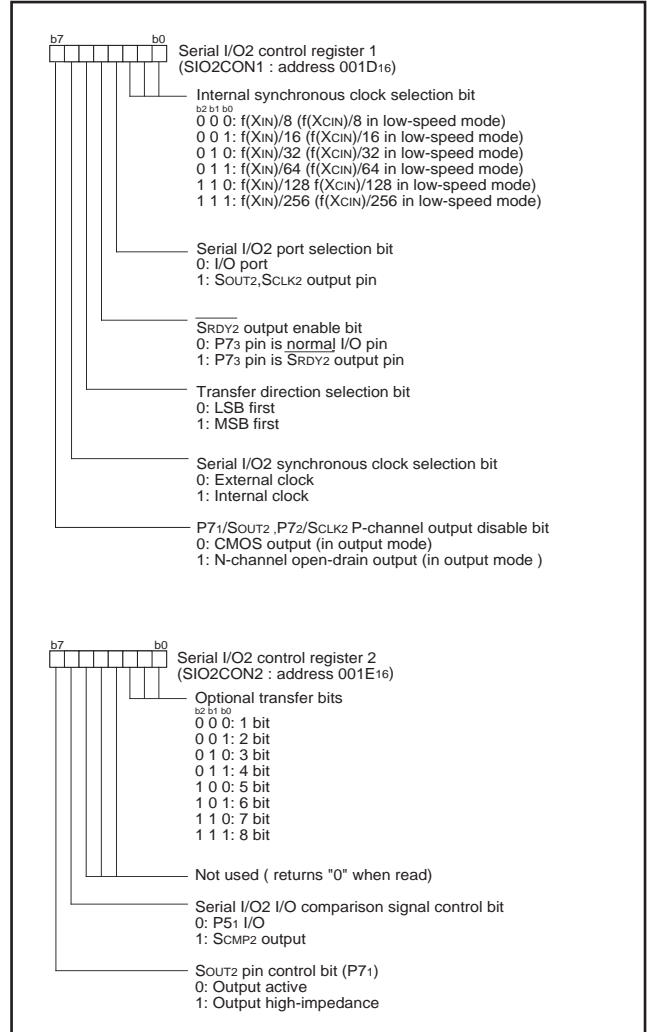 b7 b0
Serial I/O2 control register 1
(SIO2CON1 : address 001D16)
Internal synchronous clock selection bit
b2 b1 b0
0 0 0: f(XIN)/8 (f(XCIN)/8 in low-speed mode)
0 0 1: f(XIN)/16 (f(XCIN)/16 in low-speed mode)
0 1 0: f(XIN)/32 (f(XCIN)/32 in low-speed mode)
0 1 1: f(XIN)/64 (f(XCIN)/64 in low-speed mode)
1 1 0: f(XIN)/128 f(XCIN)/128 in low-speed mode)
1 1 1: f(XIN)/256 (f(XCIN)/256 in low-speed mode)
Serial I/O2 port selection bit
0: I/O port
1: SOUT2,SCLK2 output pin
SRDY2 output enable bit
0: P73 pin is normal I/O pin
1: P73 pin is SRDY2 output pin
Transfer direction selection bit
0: LSB first
1: MSB first
Serial I/O2 synchronous clock selection bit
0: External clock
1: Internal clock
P71/SOUT2 ,P72/SCLK2 P-channel output disable bit
0: CMOS output (in output mode)
1: N-channel open-drain output (in output mode )
b7 b0
Serial I/O2 control register 2
(SIO2CON2 : address 001E16)
Optional transfer bits
b2 b1 b0
0 0 0: 1 bit
0 0 1: 2 bit
0 1 0: 3 bit
0 1 1: 4 bit
1 0 0: 5 bit
1 0 1: 6 bit
1 1 0: 7 bit
1 1 1: 8 bit
Not used ( returns "0" when read)
Serial I/O2 I/O comparison signal control bit
0: P51 I/O
1: SCMP2 output
SOUT2 pin control bit (P71)
0: Output active
1: Output high-impedance